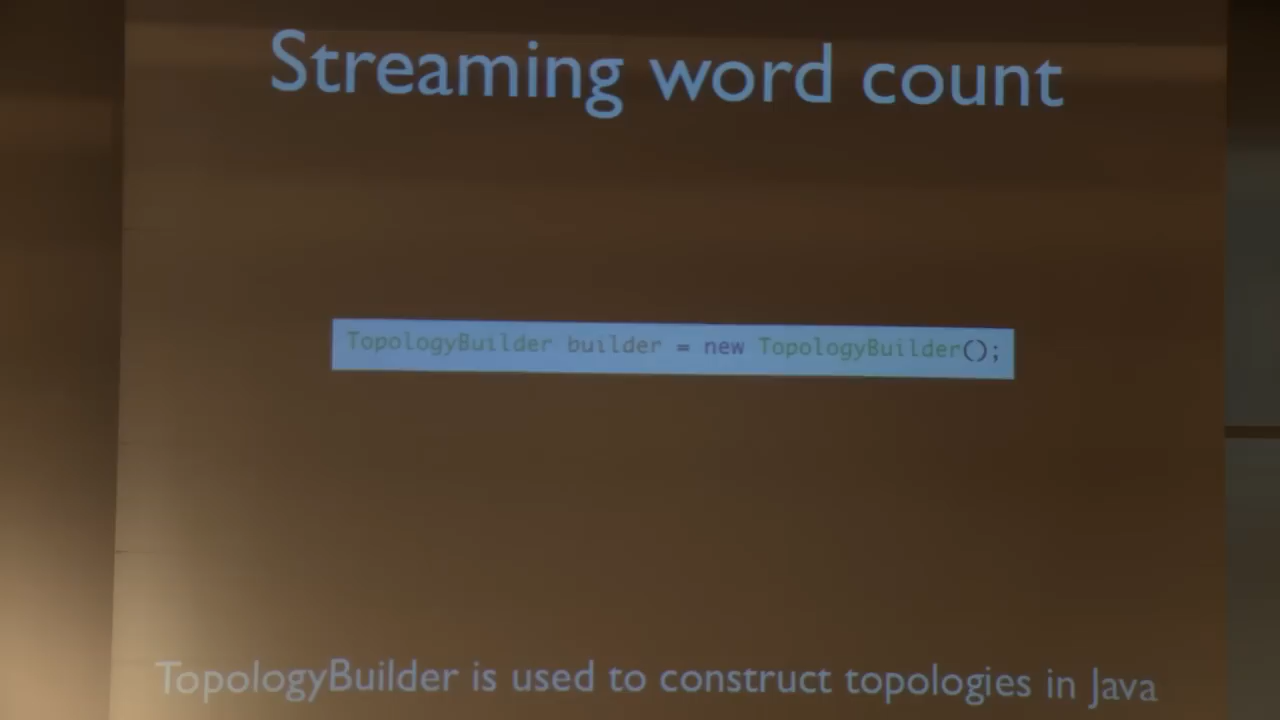 Streaming word count
TopologyBuilder builder = new TopologyBuilder();
TopologyBuilder is used to construct topologies in Java